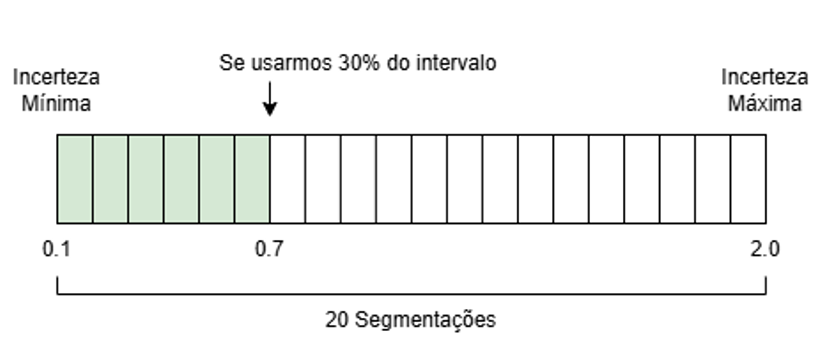 Se usarmos 30% do intervalo
Incerteza
Mínima
Incerteza
Máxima
0.1
0.7
2.0
20 Segmentações